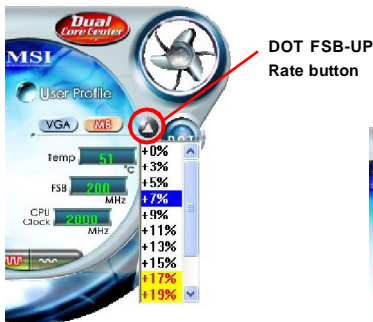 Dual
Core Center
MSI
User Profile
VGA MB
DOT
Temp 51 °C
FSB 200 MHz
CPU Clock 2000 MHz
+0%
+3%
+5%
+7%
+9%
+11%
+13%
+15%
+17%
+19%
DOT FSB-UP
Rate button